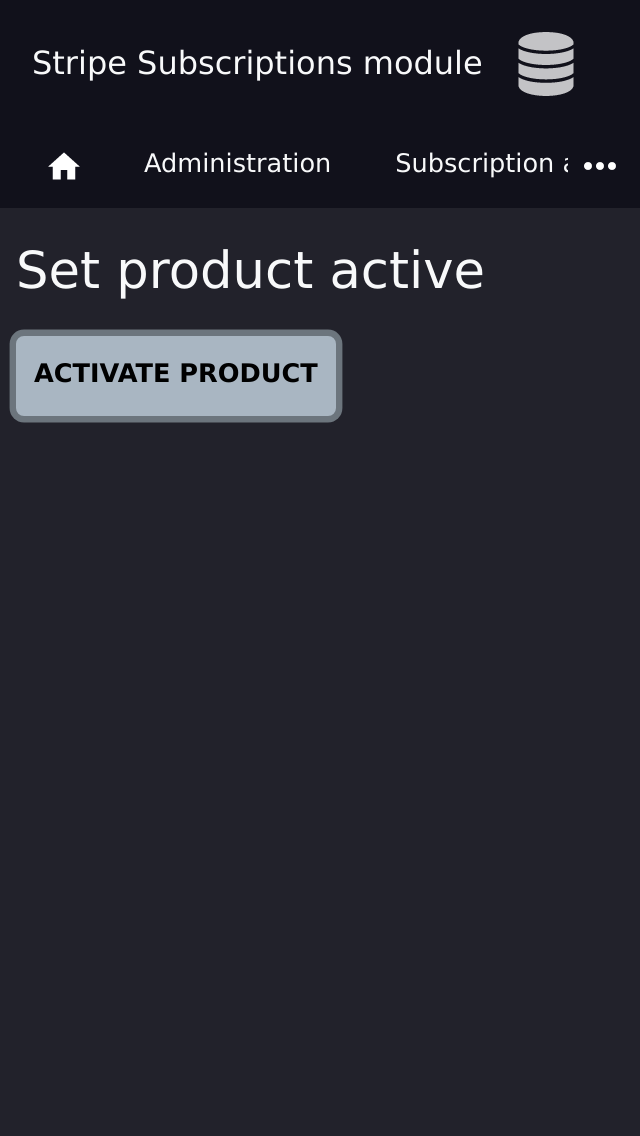 Stripe Subscriptions module
Administration
Subscription
Set product active
ACTIVATE PRODUCT